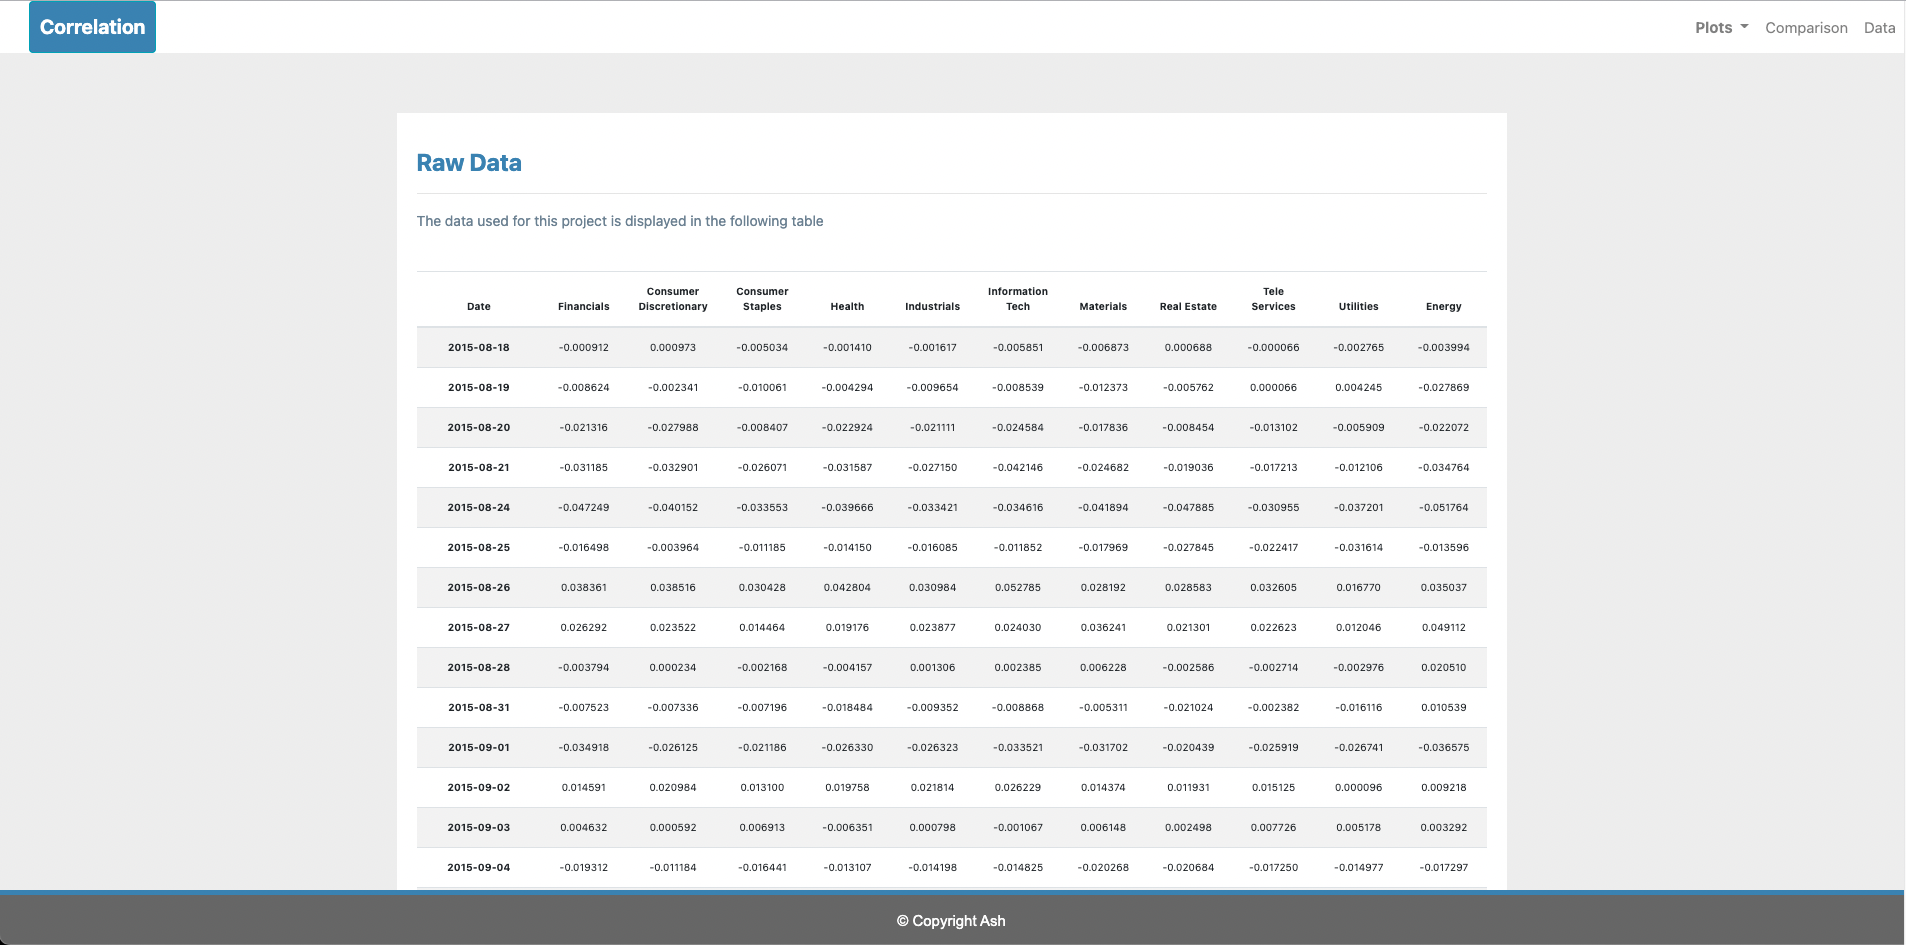 Correlation
Plots Comparison Data
Raw Data
The data used for this project is displayed in the following table
Date Financials Consumer Discretionary Consumer Staples Health Industrials Information Tech Materials Real Estate Tele Services Utilities Energy
2015-08-18 -0.000912 0.000973 -0.005034 -0.001410 -0.001617 -0.005851 -0.006873 0.000688 -0.000066 -0.002765 -0.003994
2015-08-19 -0.008624 -0.002341 -0.010061 -0.004294 -0.009654 -0.008539 -0.012373 -0.005762 0.000066 0.004245 -0.027869
2015-08-20 -0.021316 -0.027988 -0.008407 -0.022924 -0.021111 -0.024584 -0.017836 -0.008454 -0.013102 -0.005909 -0.022072
2015-08-21 -0.031185 -0.032901 -0.026071 -0.031587 -0.027150 -0.042146 -0.024682 -0.019036 -0.017213 -0.012106 -0.034764
2015-08-24 -0.047249 -0.040152 -0.033553 -0.039666 -0.033421 -0.034616 -0.041894 -0.047885 -0.030955 -0.037201 -0.051764
2015-08-25 -0.016498 -0.003964 -0.011185 -0.014150 -0.016085 -0.011852 -0.017969 -0.027845 -0.022417 -0.031614 -0.013596
2015-08-26 0.038361 0.038516 0.030428 0.042804 0.030984 0.052785 0.028192 0.028583 0.032605 0.016770 0.035037
2015-08-27 0.026292 0.023522 0.014464 0.019176 0.023877 0.024030 0.036241 0.021301 0.022623 0.012046 0.049112
2015-08-28 -0.003794 0.000234 -0.002168 -0.004157 0.001306 0.002385 0.006228 -0.002586 -0.002714 -0.002976 0.020510
2015-08-31 -0.007523 -0.007336 -0.007196 -0.018484 -0.009352 -0.008868 -0.005311 -0.021024 -0.002382 -0.016116 0.010539
2015-09-01 -0.034918 -0.026125 -0.021186 -0.026330 -0.026323 -0.033521 -0.031702 -0.020439 -0.025919 -0.026741 -0.036575
2015-09-02 0.014591 0.020984 0.013100 0.019758 0.021814 0.026229 0.014374 0.011931 0.015125 0.000096 0.009218
2015-09-03 0.004632 0.000592 0.006913 -0.006351 0.000798 -0.001067 0.006148 0.002498 0.007726 0.005178 0.003292
2015-09-04 -0.019312 -0.011184 -0.016441 -0.013107 -0.014198 -0.014825 -0.020268 -0.020684 -0.017250 -0.014977 -0.017297
© Copyright Ash